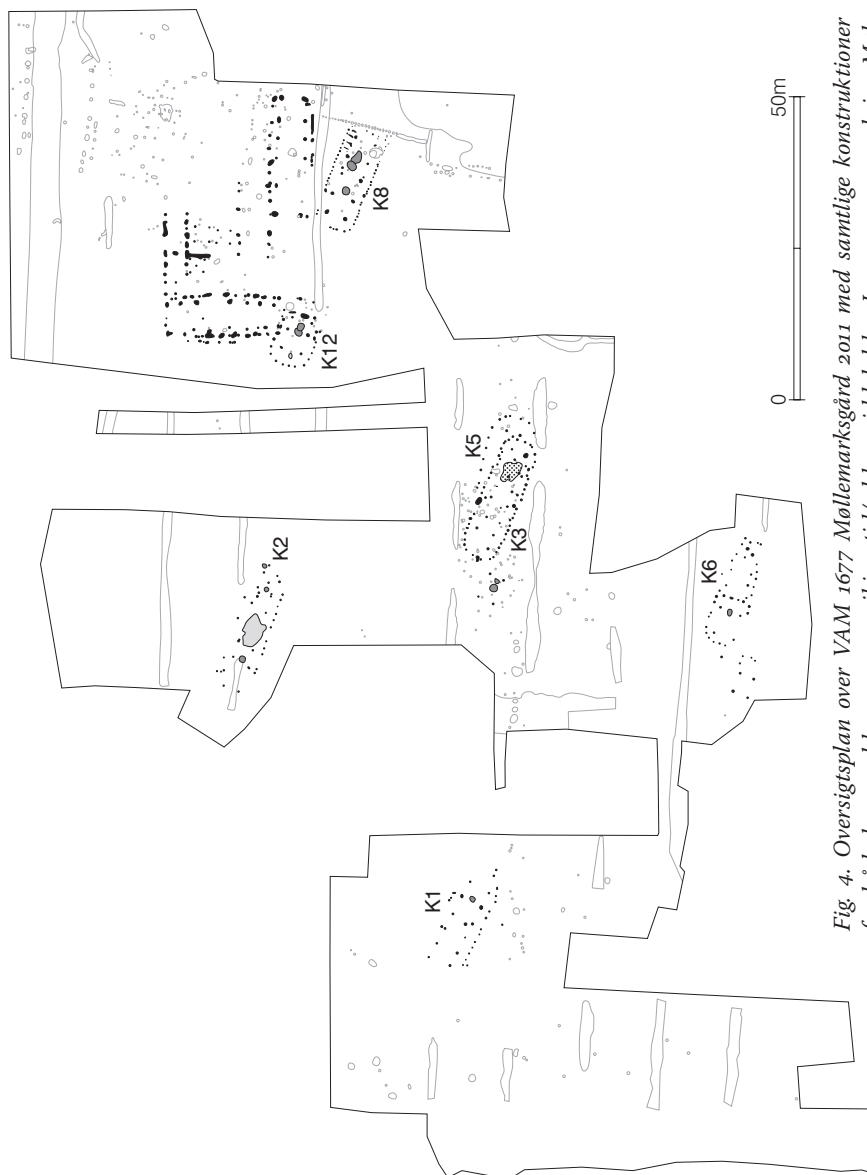 K2
K12
K8
K1
K5
K3
K6
0 50m
Fig. 4. Oversigtsplan over VAM 1677 Møllemarksgård 2011 med samtlige konstruktioner